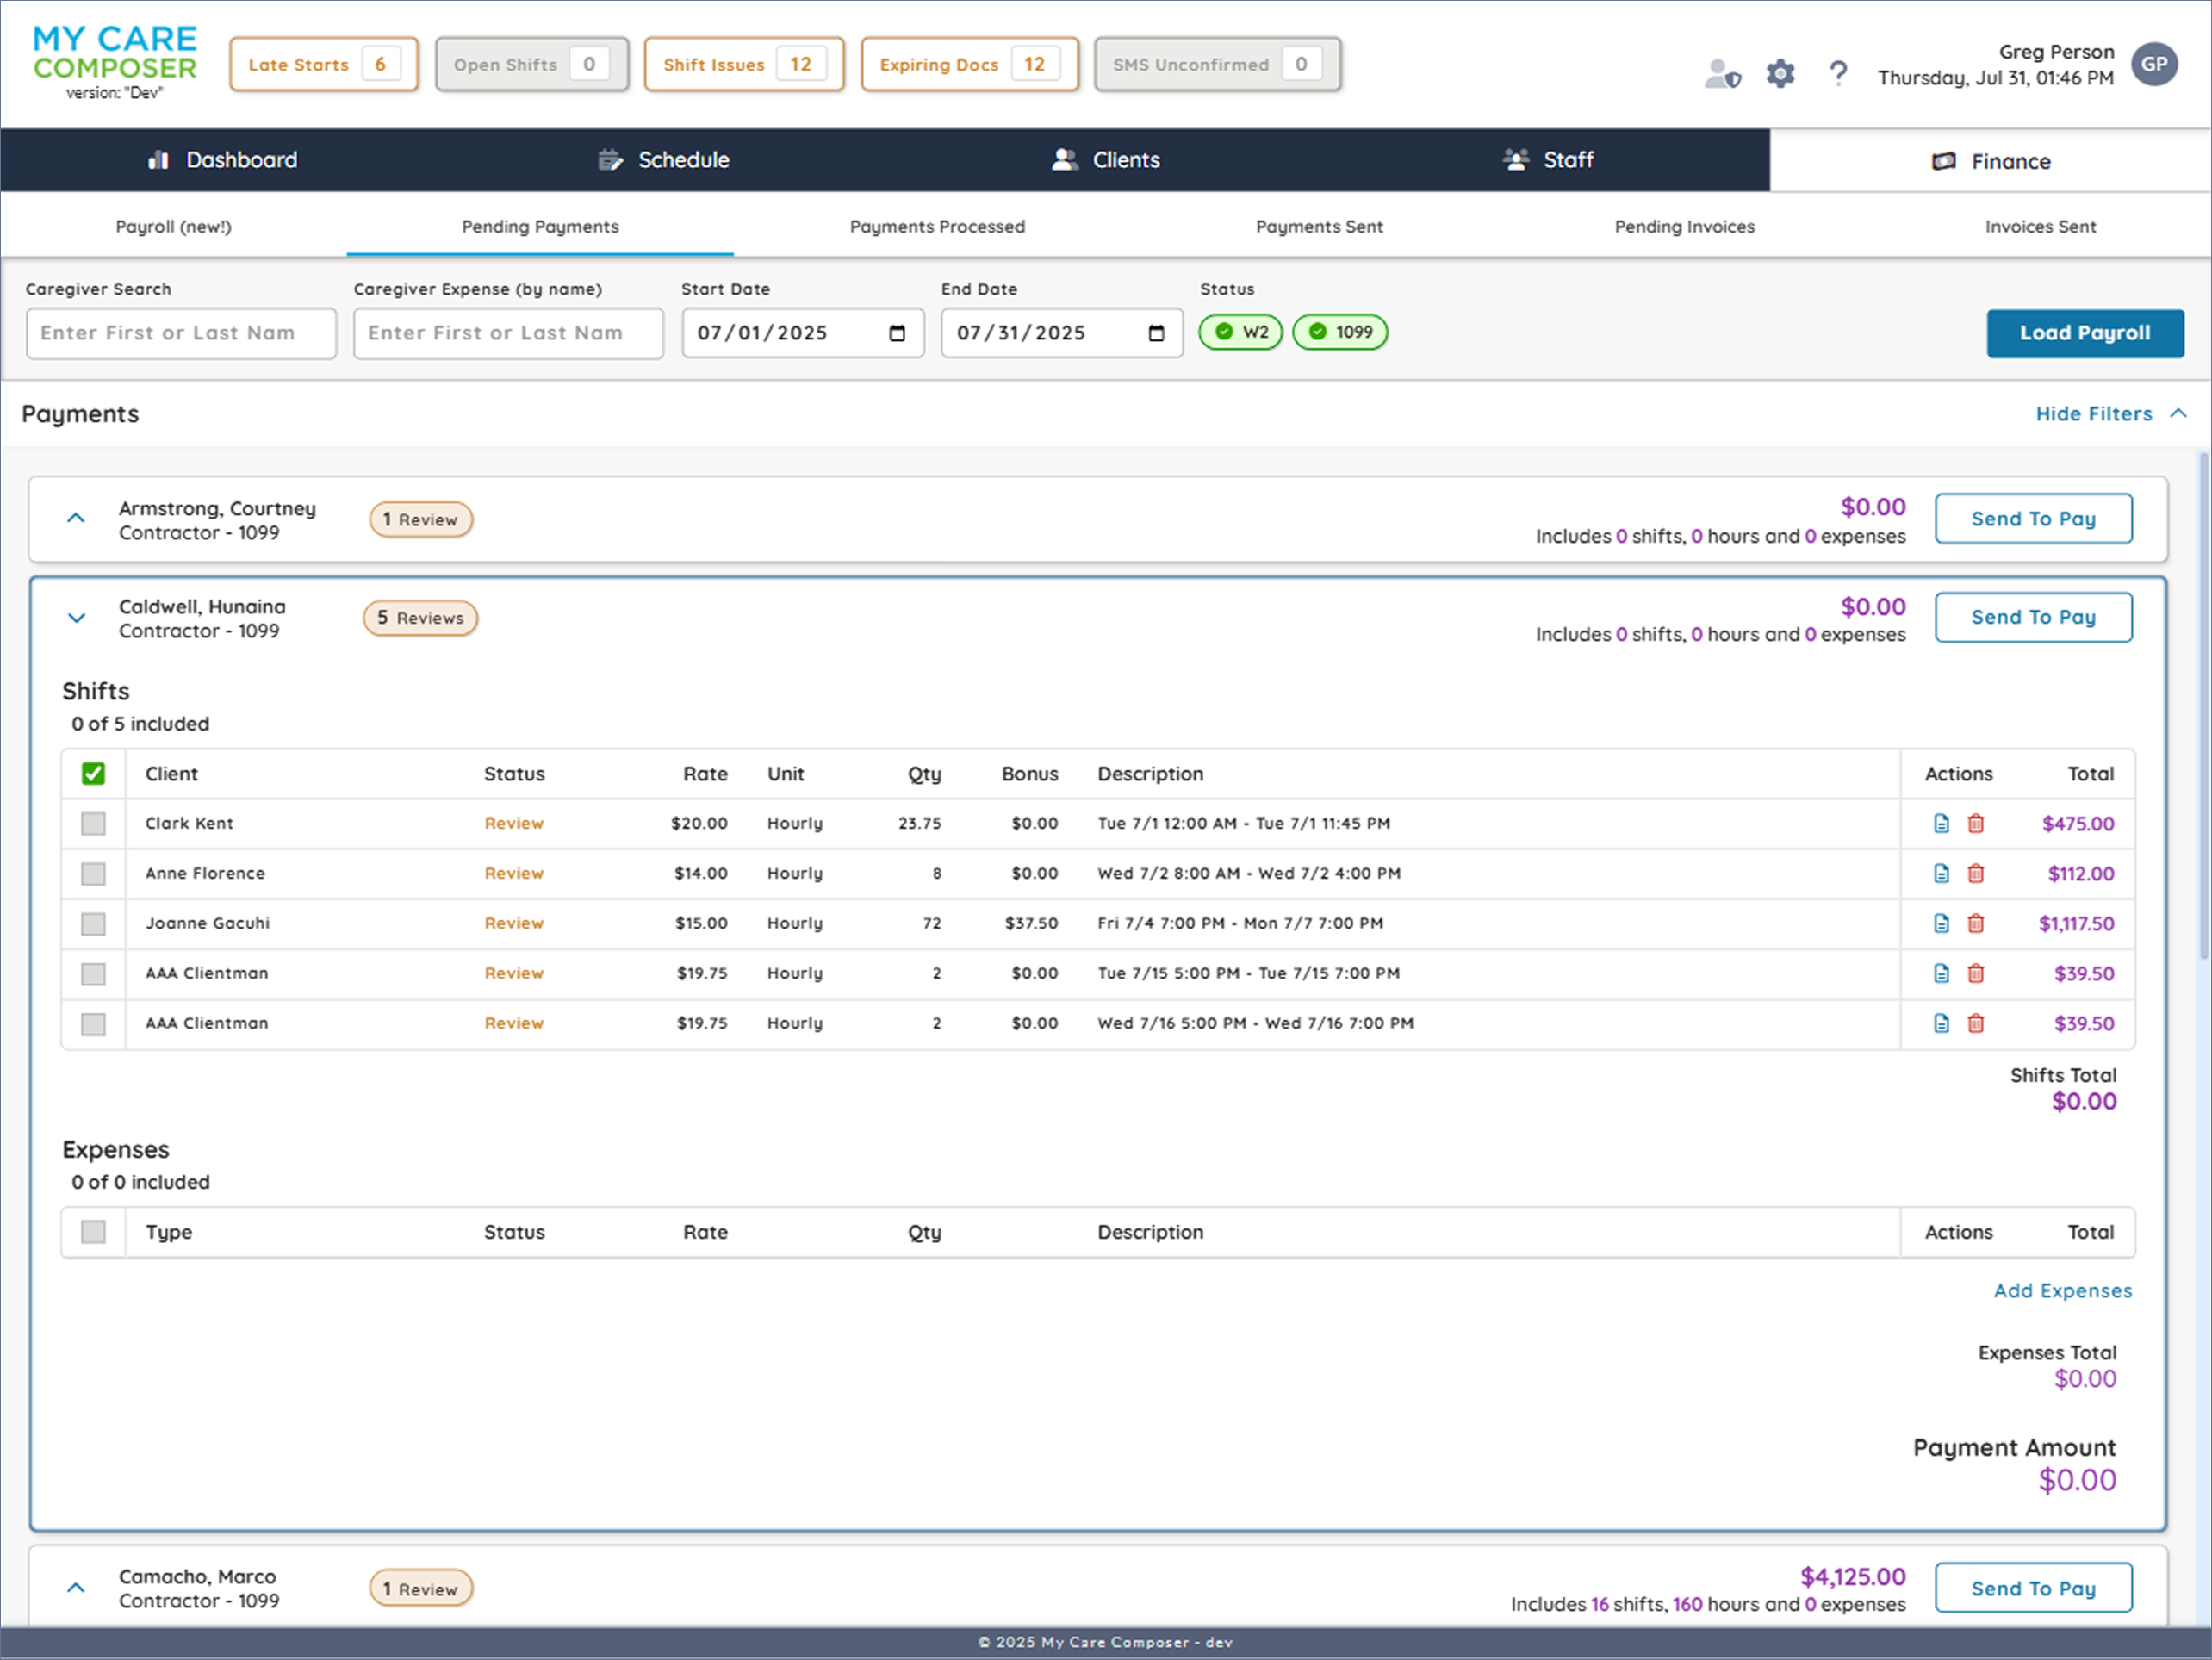 MY CARE
COMPOSER
version: "Dev"
Late Starts 6
Open Shifts 0
Shift Issues 12
Expiring Docs 12
SMS Unconfirmed 0
Greg Person
Thursday, Jul 31, 01:46 PM
GP
Dashboard
Schedule
Clients
Staff
Finance
Payroll (new!)
Pending Payments
Payments Processed
Payments Sent
Pending Invoices
Invoices Sent
Caregiver Search
Enter First or Last Nam
Caregiver Expense (by name)
Enter First or Last Nam
Start Date
07/01/2025
End Date
07/31/2025
Status
W2
1099
Load Payroll
Payments
Hide Filters
Armstrong, Courtney
Contractor - 1099
1 Review
$0.00
Includes 0 shifts, 0 hours and 0 expenses
Send To Pay
Caldwell, Hunaina
Contractor - 1099
5 Reviews
$0.00
Includes 0 shifts, 0 hours and 0 expenses
Send To Pay
Shifts
0 of 5 included
Client Status Rate Unit Qty Bonus Description Actions Total
Clark Kent Review $20.00 Hourly 23.75 $0.00 Tue 7/1 12:00 AM - Tue 7/1 11:45 PM $475.00
Anne Florence Review $14.00 Hourly 8 $0.00 Wed 7/2 8:00 AM - Wed 7/2 4:00 PM $112.00
Joanne Gacuhi Review $15.00 Hourly 72 $37.50 Fri 7/4 7:00 PM - Mon 7/7 7:00 PM $1,117.50
AAA Clientman Review $19.75 Hourly 2 $0.00 Tue 7/15 5:00 PM - Tue 7/15 7:00 PM $39.50
AAA Clientman Review $19.75 Hourly 2 $0.00 Wed 7/16 5:00 PM - Wed 7/16 7:00 PM $39.50
Shifts Total
$0.00
Expenses
0 of 0 included
Type Status Rate Qty Description Actions Total
Add Expenses
Expenses Total
$0.00
Payment Amount
$0.00
Camacho, Marco
Contractor - 1099
1 Review
$4,125.00
Includes 16 shifts, 160 hours and 0 expenses
Send To Pay
© 2025 My Care Composer - dev